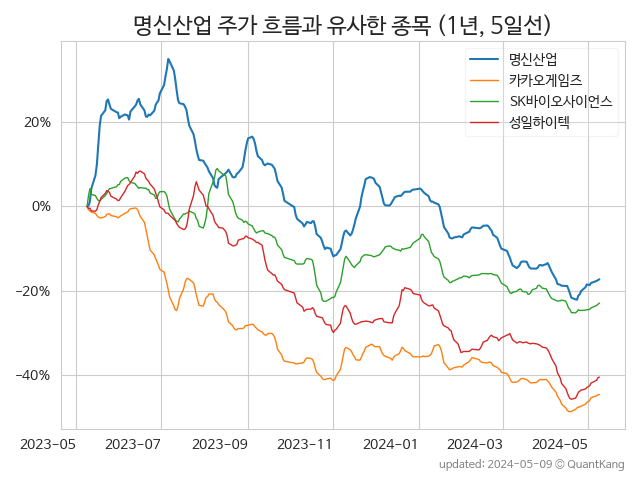 명신산업 주가 흐름과 유사한 종목 (1년, 5일선)
명신산업
카카오게임즈
SK바이오사이언스
성일하이텍
20%
0%
−20%
−40%
2023-05 2023-07 2023-09 2023-11 2024-01 2024-03 2024-05
updated: 2024-05-09 © QuantKang